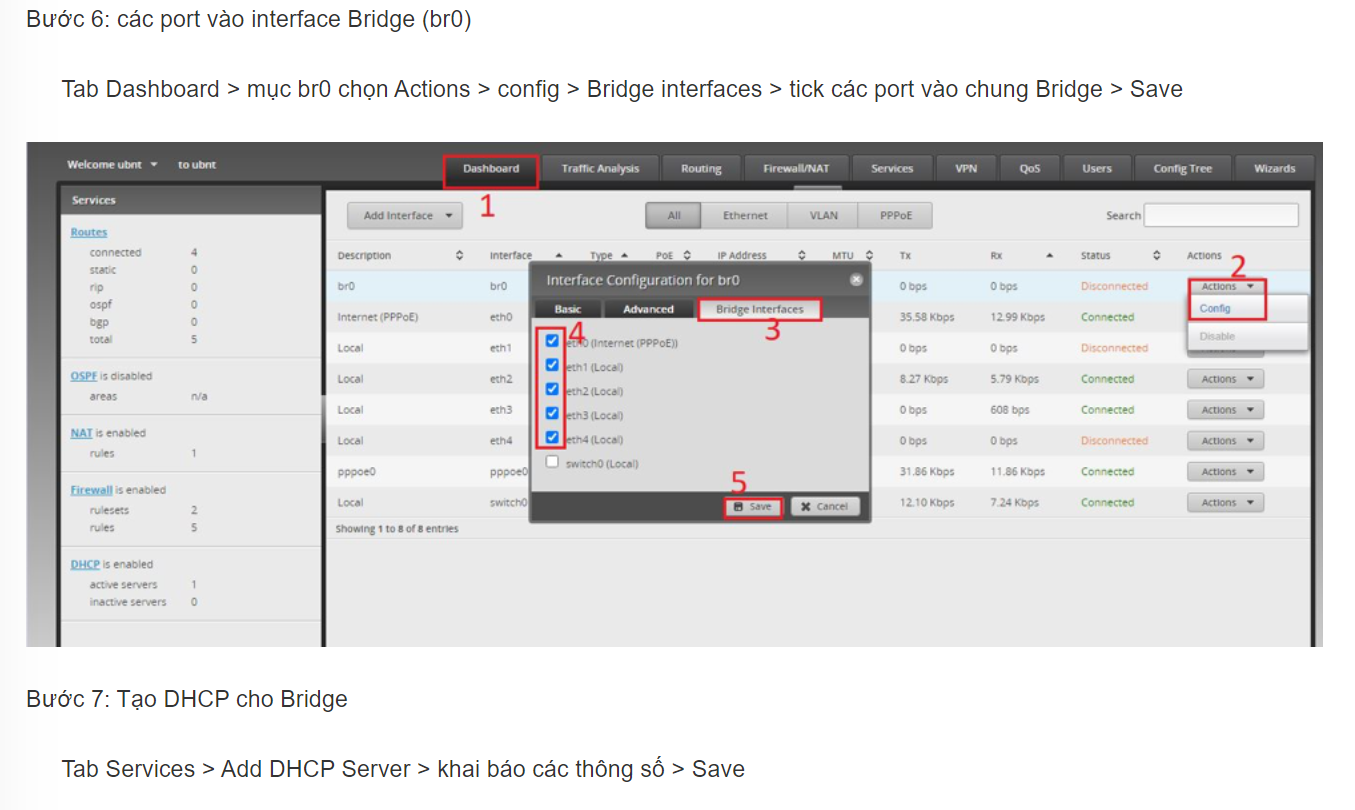 Bước 6: các port vào interface Bridge (br0)
Tab Dashboard > mục br0 chọn Actions > config > Bridge interfaces > tick các port vào chung Bridge > Save
Welcome ubnt to ubnt
Dashboard Traffic Analysis Routing Firewall/NAT Services VPN QoS Users Config Tree Wizards
1
Services
Add Interface All Ethernet VLAN PPPoE Search
Routes
connected 4
static 0
rip 0
ospf 0
bgp 0
total 5
OSPF is disabled
areas n/a
NAT is enabled
rules 1
Firewall is enabled
rulesets 2
rules 5
DHCP is enabled
active servers 1
inactive servers 0
Description Interface Type PoE IP Address MTU Tx Rx Status Actions
2
br0 br0 0 bps 0 bps Disconnected Actions
Config
Disable
Internet (PPPoE) eth0 35.58 Kbps 12.99 Kbps Connected
Local eth1 0 bps 0 bps Disconnected
Local eth2 8.27 Kbps 5.79 Kbps Connected Actions
Local eth3 0 bps 608 bps Connected Actions
Local eth4 0 bps 0 bps Disconnected Actions
pppoe0 pppoe0 31.86 Kbps 11.86 Kbps Connected Actions
Local switch0 12.10 Kbps 7.24 Kbps Connected Actions
Showing 1 to 8 of 8 entries
Interface Configuration for br0
Basic Advanced Bridge Interfaces
4 3
eth0 (Internet (PPPoE))
eth1 (Local)
eth2 (Local)
eth3 (Local)
eth4 (Local)
switch0 (Local)
5
Save Cancel
Bước 7: Tạo DHCP cho Bridge
Tab Services > Add DHCP Server > khai báo các thông số > Save